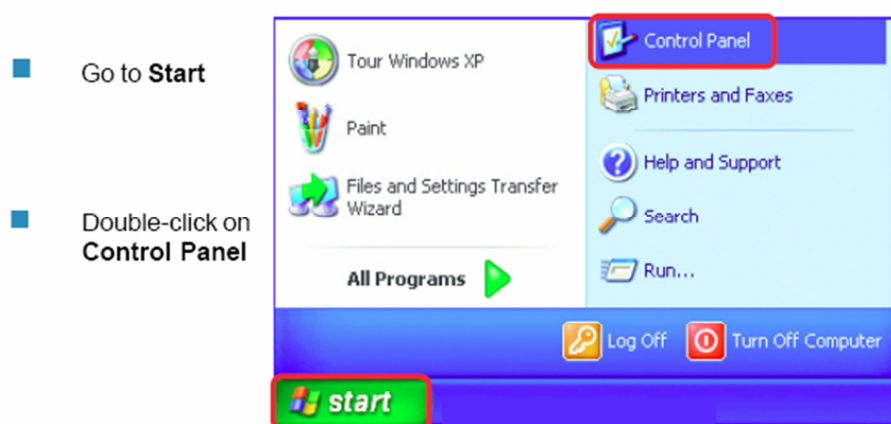 Go to Start
Double-click on
Control Panel
Tour Windows XP
Paint
Files and Settings Transfer
Wizard
All Programs
Control Panel
Printers and Faxes
Help and Support
Search
Run...
Log Off
Turn Off Computer
start